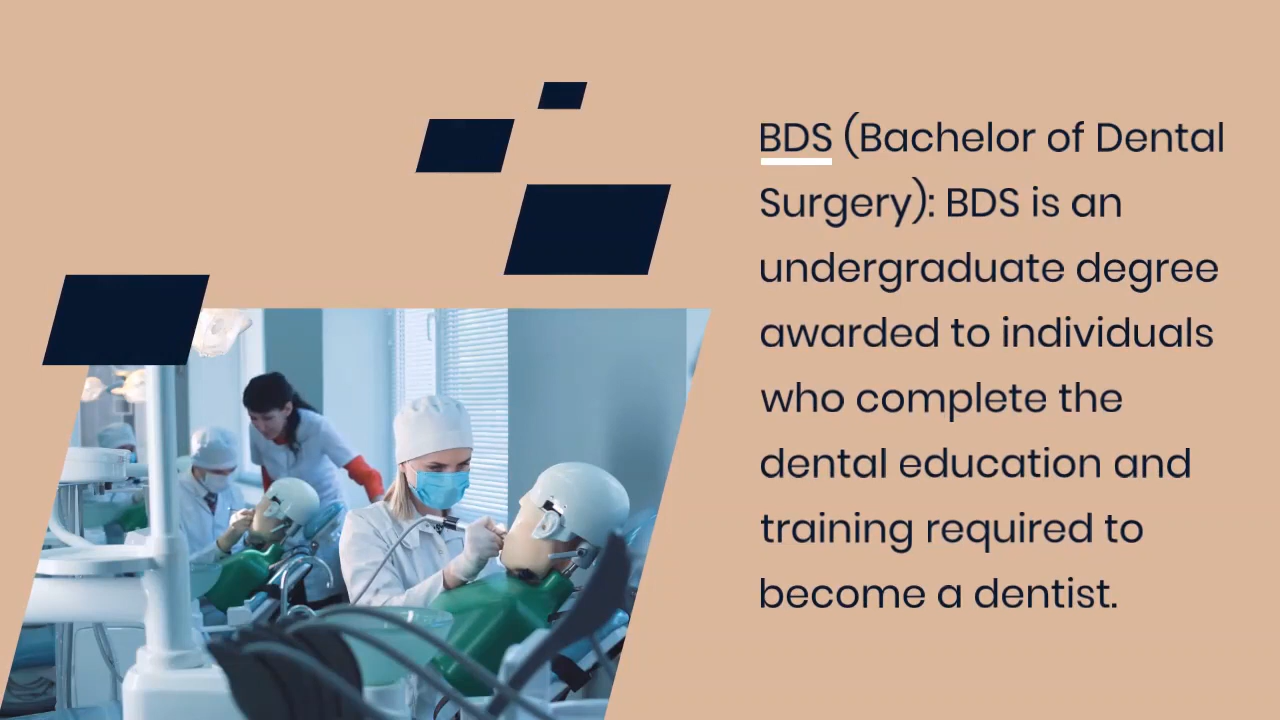 BDS (Bachelor of Dental
Surgery): BDS is an
undergraduate degree
awarded to individuals
who complete the
dental education and
training required to
become a dentist.